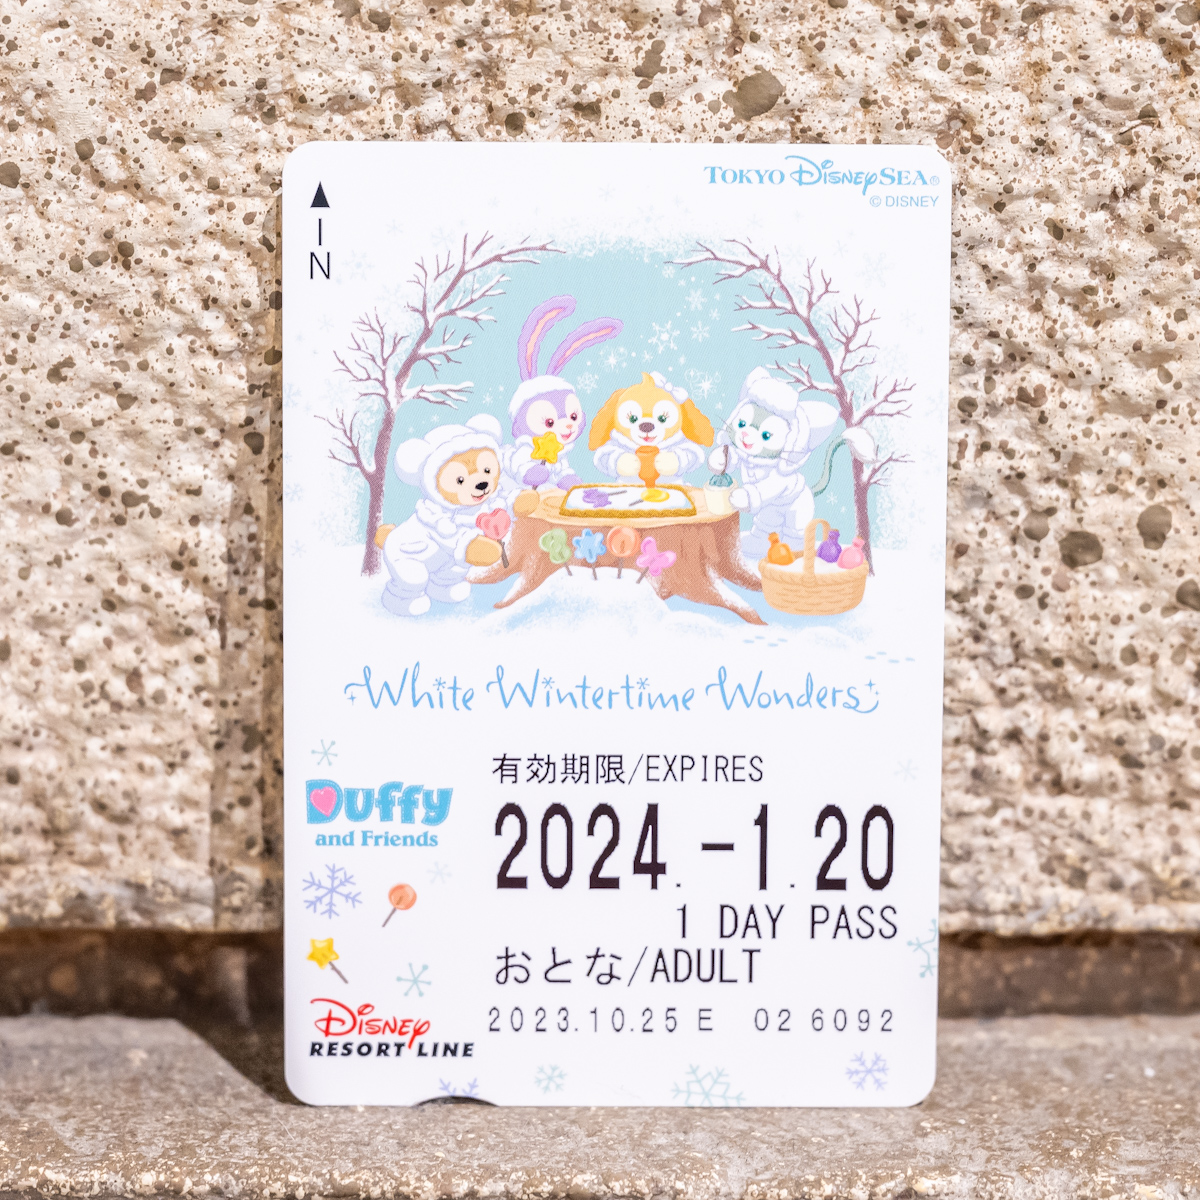 TOKYO DISNEYSEA®
© DISNEY
IN
White Wintertime Wonders
有効期限/EXPIRES
Duffy
and Friends
2024.-1.20
1 DAY PASS
おとな/ADULT
2023.10.25 E 02 6092
DISNEY
RESORT LINE